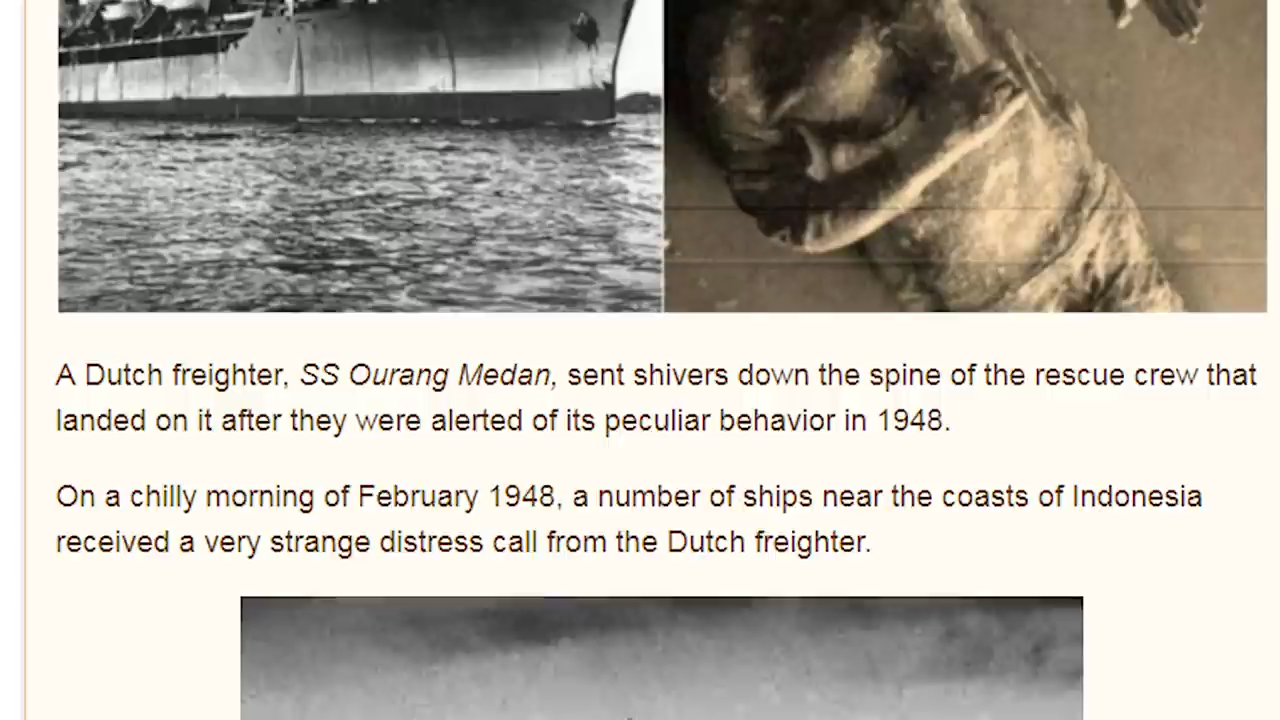 A Dutch freighter, SS Ourang Medan, sent shivers down the spine of the rescue crew that
landed on it after they were alerted of its peculiar behavior in 1948.
On a chilly morning of February 1948, a number of ships near the coasts of Indonesia
received a very strange distress call from the Dutch freighter.